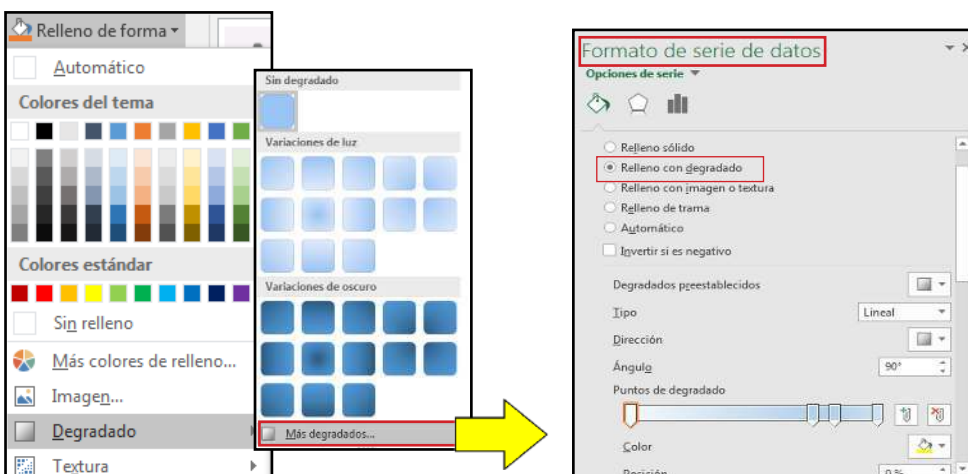 Relleno de forma
Automático
Colores del tema
Colores estándar
Sin relleno
Más colores de relleno...
Imagen...
Degradado
Textura
Sin degradado
Variaciones de luz
Variaciones de oscuro
Más degradados...
Formato de serie de datos
Opciones de serie
Relleno sólido
Relleno con degradado
Relleno con imagen o textura
Relleno de trama
Automático
Invertir si es negativo
Degradados preestablecidos
Tipo Lineal
Dirección
Ángulo 90°
Puntos de degradado
Color
Posición 0 %